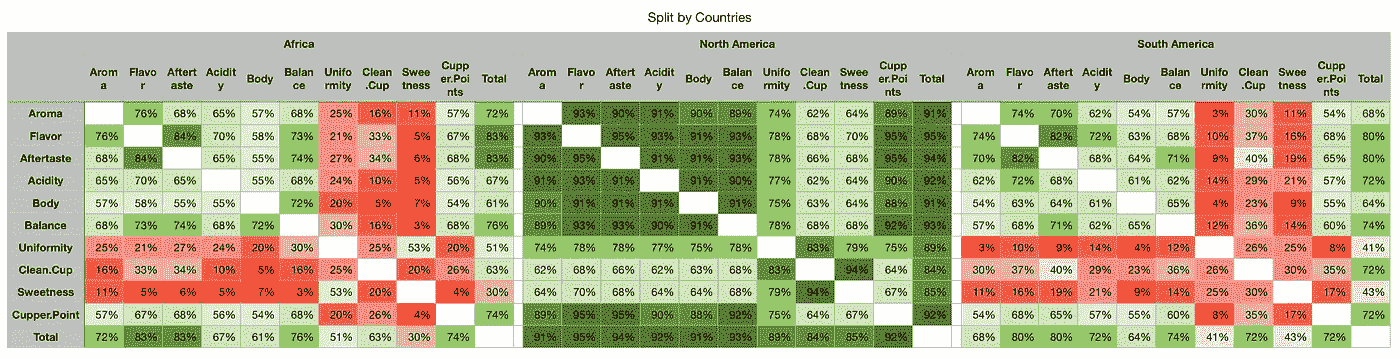 Split by Countries
Africa North America South America
Arom a Flavo r Aftert aste Acidit y Body Balan ce Unifo rmity Clean .Cup Swee tness Cupp er.Poi nts Total Arom a Flavo r Aftert aste Acidit y Body Balan ce Unifo rmity Clean .Cup Swee tness Cupp er.Poi nts Total Arom a Flavo r Aftert aste Acidit y Body Balan ce Unifo rmity Clean .Cup Swee tness Cupp er.Poi nts Total
Aroma 76% 68% 65% 57% 68% 25% 16% 11% 57% 72% 93% 90% 91% 90% 89% 74% 62% 64% 89% 91% 74% 70% 62% 54% 57% 3% 30% 11% 54% 68%
Flavor 76% 84% 70% 58% 73% 21% 33% 5% 67% 83% 93% 95% 93% 91% 93% 78% 68% 70% 95% 95% 74% 82% 72% 63% 68% 10% 37% 16% 68% 80%
Aftertaste 68% 84% 65% 55% 74% 27% 34% 6% 68% 83% 90% 95% 91% 91% 93% 78% 66% 68% 95% 94% 70% 82% 68% 64% 71% 9% 40% 19% 65% 80%
Acidity 65% 70% 65% 55% 68% 24% 10% 5% 56% 67% 91% 93% 91% 91% 90% 77% 62% 64% 90% 92% 62% 72% 68% 61% 62% 14% 29% 21% 57% 72%
Body 57% 58% 55% 55% 72% 20% 5% 7% 54% 61% 90% 91% 91% 91% 91% 75% 63% 64% 88% 91% 54% 63% 64% 61% 65% 4% 23% 9% 55% 64%
Balance 68% 73% 74% 68% 72% 30% 16% 3% 68% 76% 89% 93% 93% 90% 91% 78% 68% 68% 92% 93% 57% 68% 71% 62% 65% 12% 36% 14% 60% 74%
Uniformity 25% 21% 27% 24% 20% 30% 25% 53% 20% 51% 74% 78% 78% 77% 75% 78% 83% 79% 75% 89% 3% 10% 9% 14% 4% 12% 26% 25% 8% 41%
Clean.Cup 16% 33% 34% 10% 5% 16% 25% 20% 26% 63% 62% 68% 66% 62% 63% 68% 83% 94% 64% 84% 30% 37% 40% 29% 23% 36% 26% 30% 35% 72%
Sweetness 11% 5% 6% 5% 7% 3% 53% 20% 4% 30% 64% 70% 68% 64% 64% 68% 79% 94% 67% 85% 11% 16% 19% 21% 9% 14% 25% 30% 17% 43%
Cupper.Point 57% 67% 68% 56% 54% 68% 20% 26% 4% 74% 89% 95% 95% 90% 88% 92% 75% 64% 67% 92% 54% 68% 65% 57% 55% 60% 8% 35% 17% 72%
Total 72% 83% 83% 67% 61% 76% 51% 63% 30% 74% 91% 95% 94% 92% 91% 93% 89% 84% 85% 92% 68% 80% 80% 72% 64% 74% 41% 72% 43% 72%